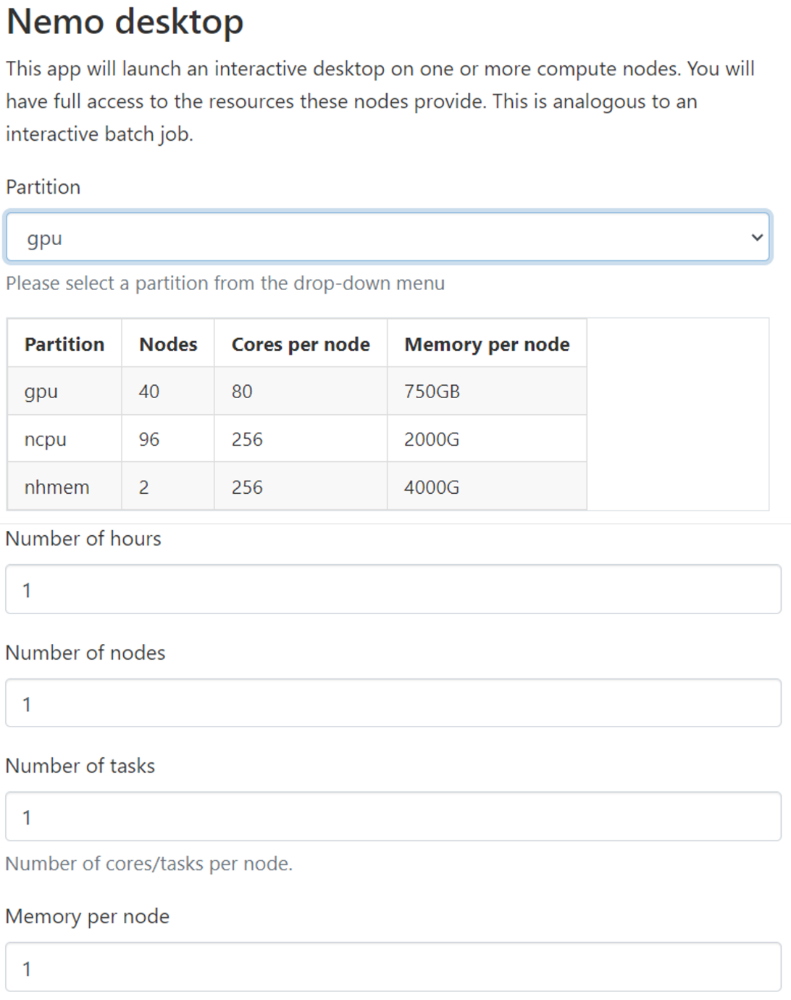 Nemo desktop
This app will launch an interactive desktop on one or more compute nodes. You will
have full access to the resources these nodes provide. This is analogous to an
interactive batch job.
Partition
gpu
Please select a partition from the drop-down menu
Partition Nodes Cores per node Memory per node
gpu 40 80 750GB
ncpu 96 256 2000G
nhmem 2 256 4000G
Number of hours
1
Number of nodes
1
Number of tasks
1
Number of cores/tasks per node.
Memory per node
1